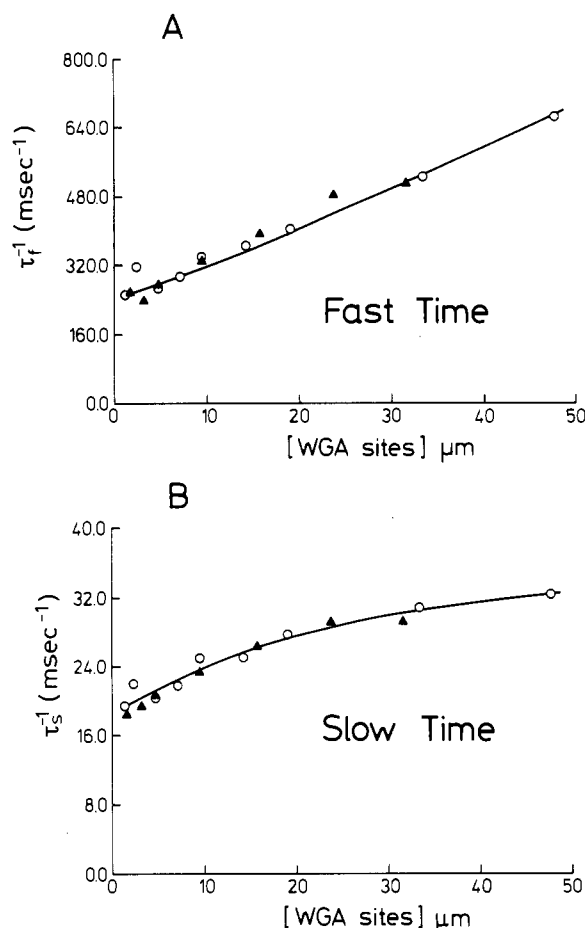 A
800.0
640.0
480.0
320.0
160.0
0.0
τf⁻¹ (msec⁻¹)
Fast Time
0 10 20 30 40 50
[WGA sites] μm
B
40.0
32.0
24.0
16.0
8.0
0.0
τs⁻¹ (msec⁻¹)
Slow Time
0 10 20 30 40 50
[WGA sites] μm